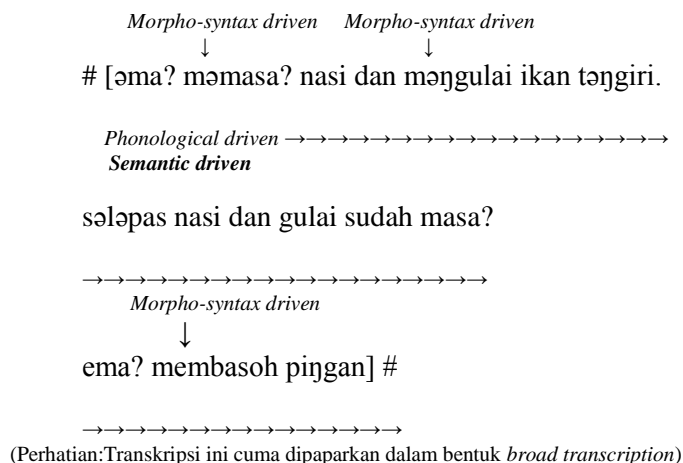 Morpho-syntax driven Morpho-syntax driven
↓ ↓
# [əma? məmasa? nasi dan məŋgulai ikan təŋgiri.
Phonological driven →→→→→→→→→→→→→→→→→→
Semantic driven
sələpas nasi dan gulai sudah masa?
→→→→→→→→→→→→→→→→→→→
Morpho-syntax driven
↓
ema? membasoh piŋgan] #
→→→→→→→→→→→→→→→
(Perhatian:Transkripsi ini cuma dipaparkan dalam bentuk broad transcription)